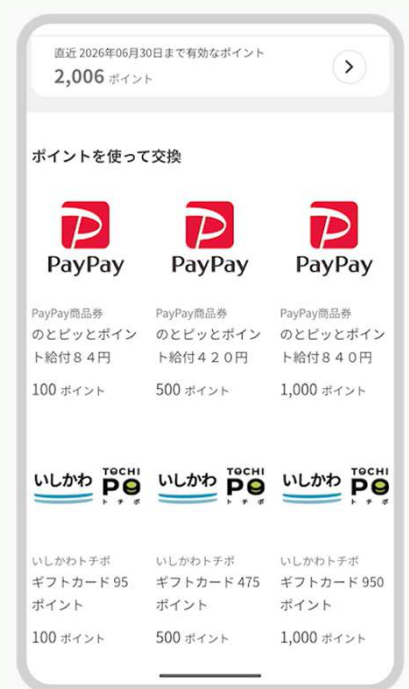 直近 2026年06月30日まで有効なポイント
2,006 ポイント
ポイントを使って交換
PayPay PayPay PayPay
PayPay商品券 PayPay商品券 PayPay商品券
のとピッとポイン のとピッとポイン のとピッとポイン
ト給付８４円 ト給付４２０円 ト給付８４０円
100 ポイント 500 ポイント 1,000 ポイント
いしかわ TOCHI PO トチポ いしかわ TOCHI PO トチポ いしかわ TOCHI PO トチポ
いしかわトチポ いしかわトチポ いしかわトチポ
ギフトカード 95 ギフトカード 475 ギフトカード 950
ポイント ポイント ポイント
100 ポイント 500 ポイント 1,000 ポイント